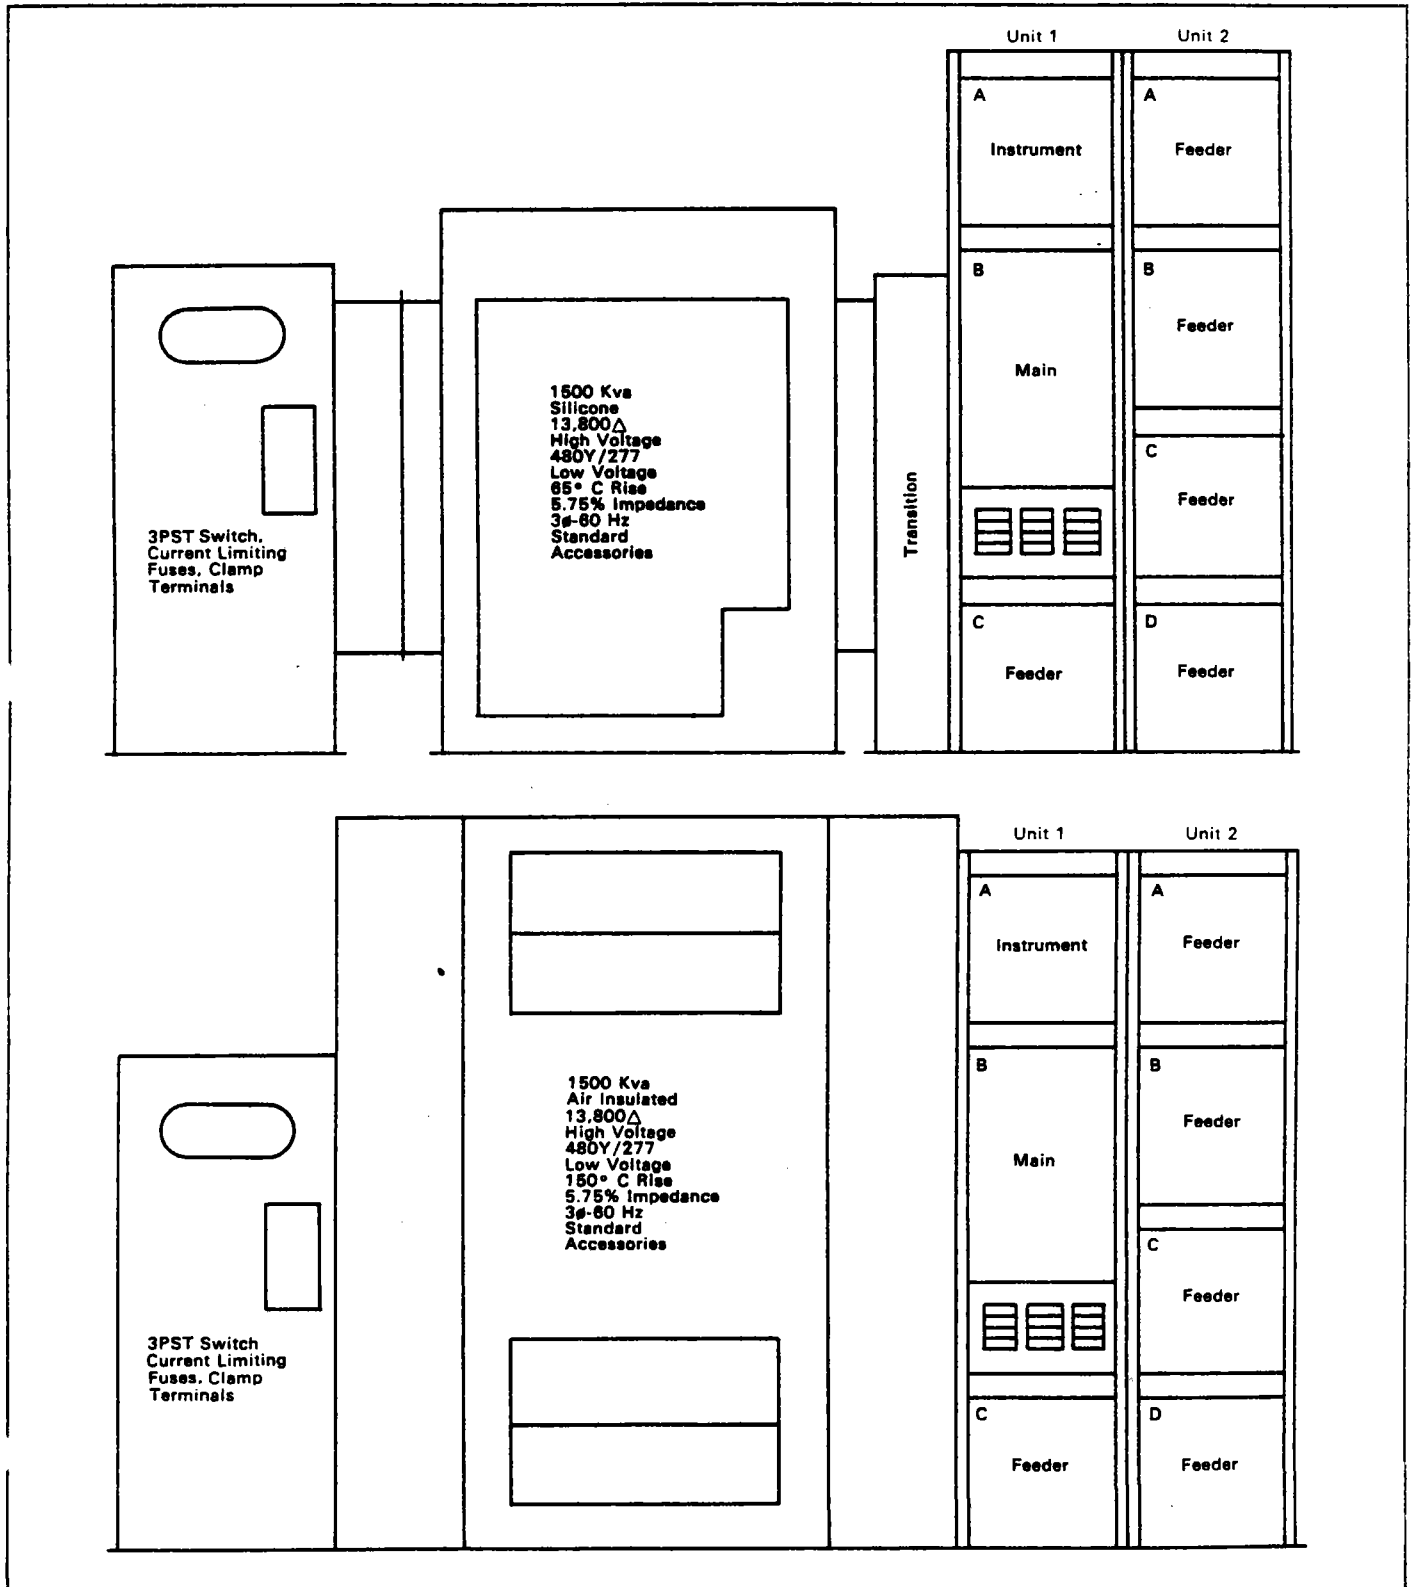 Unit 1
Unit 2
A
Instrument
A
Feeder
B
Main
B
Feeder
C
Feeder
C
Feeder
D
Feeder
Transition
1500 Kva
Silicone
13,800△
High Voltage
480Y/277
Low Voltage
65° C Rise
5.75% Impedance
3ø-60 Hz
Standard
Accessories
3PST Switch,
Current Limiting
Fuses, Clamp
Terminals
Unit 1
Unit 2
A
Instrument
A
Feeder
B
Main
B
Feeder
C
Feeder
C
Feeder
D
Feeder
1500 Kva
Air Insulated
13,800△
High Voltage
480Y/277
Low Voltage
150° C Rise
5.75% Impedance
3ø-60 Hz
Standard
Accessories
3PST Switch
Current Limiting
Fuses, Clamp
Terminals